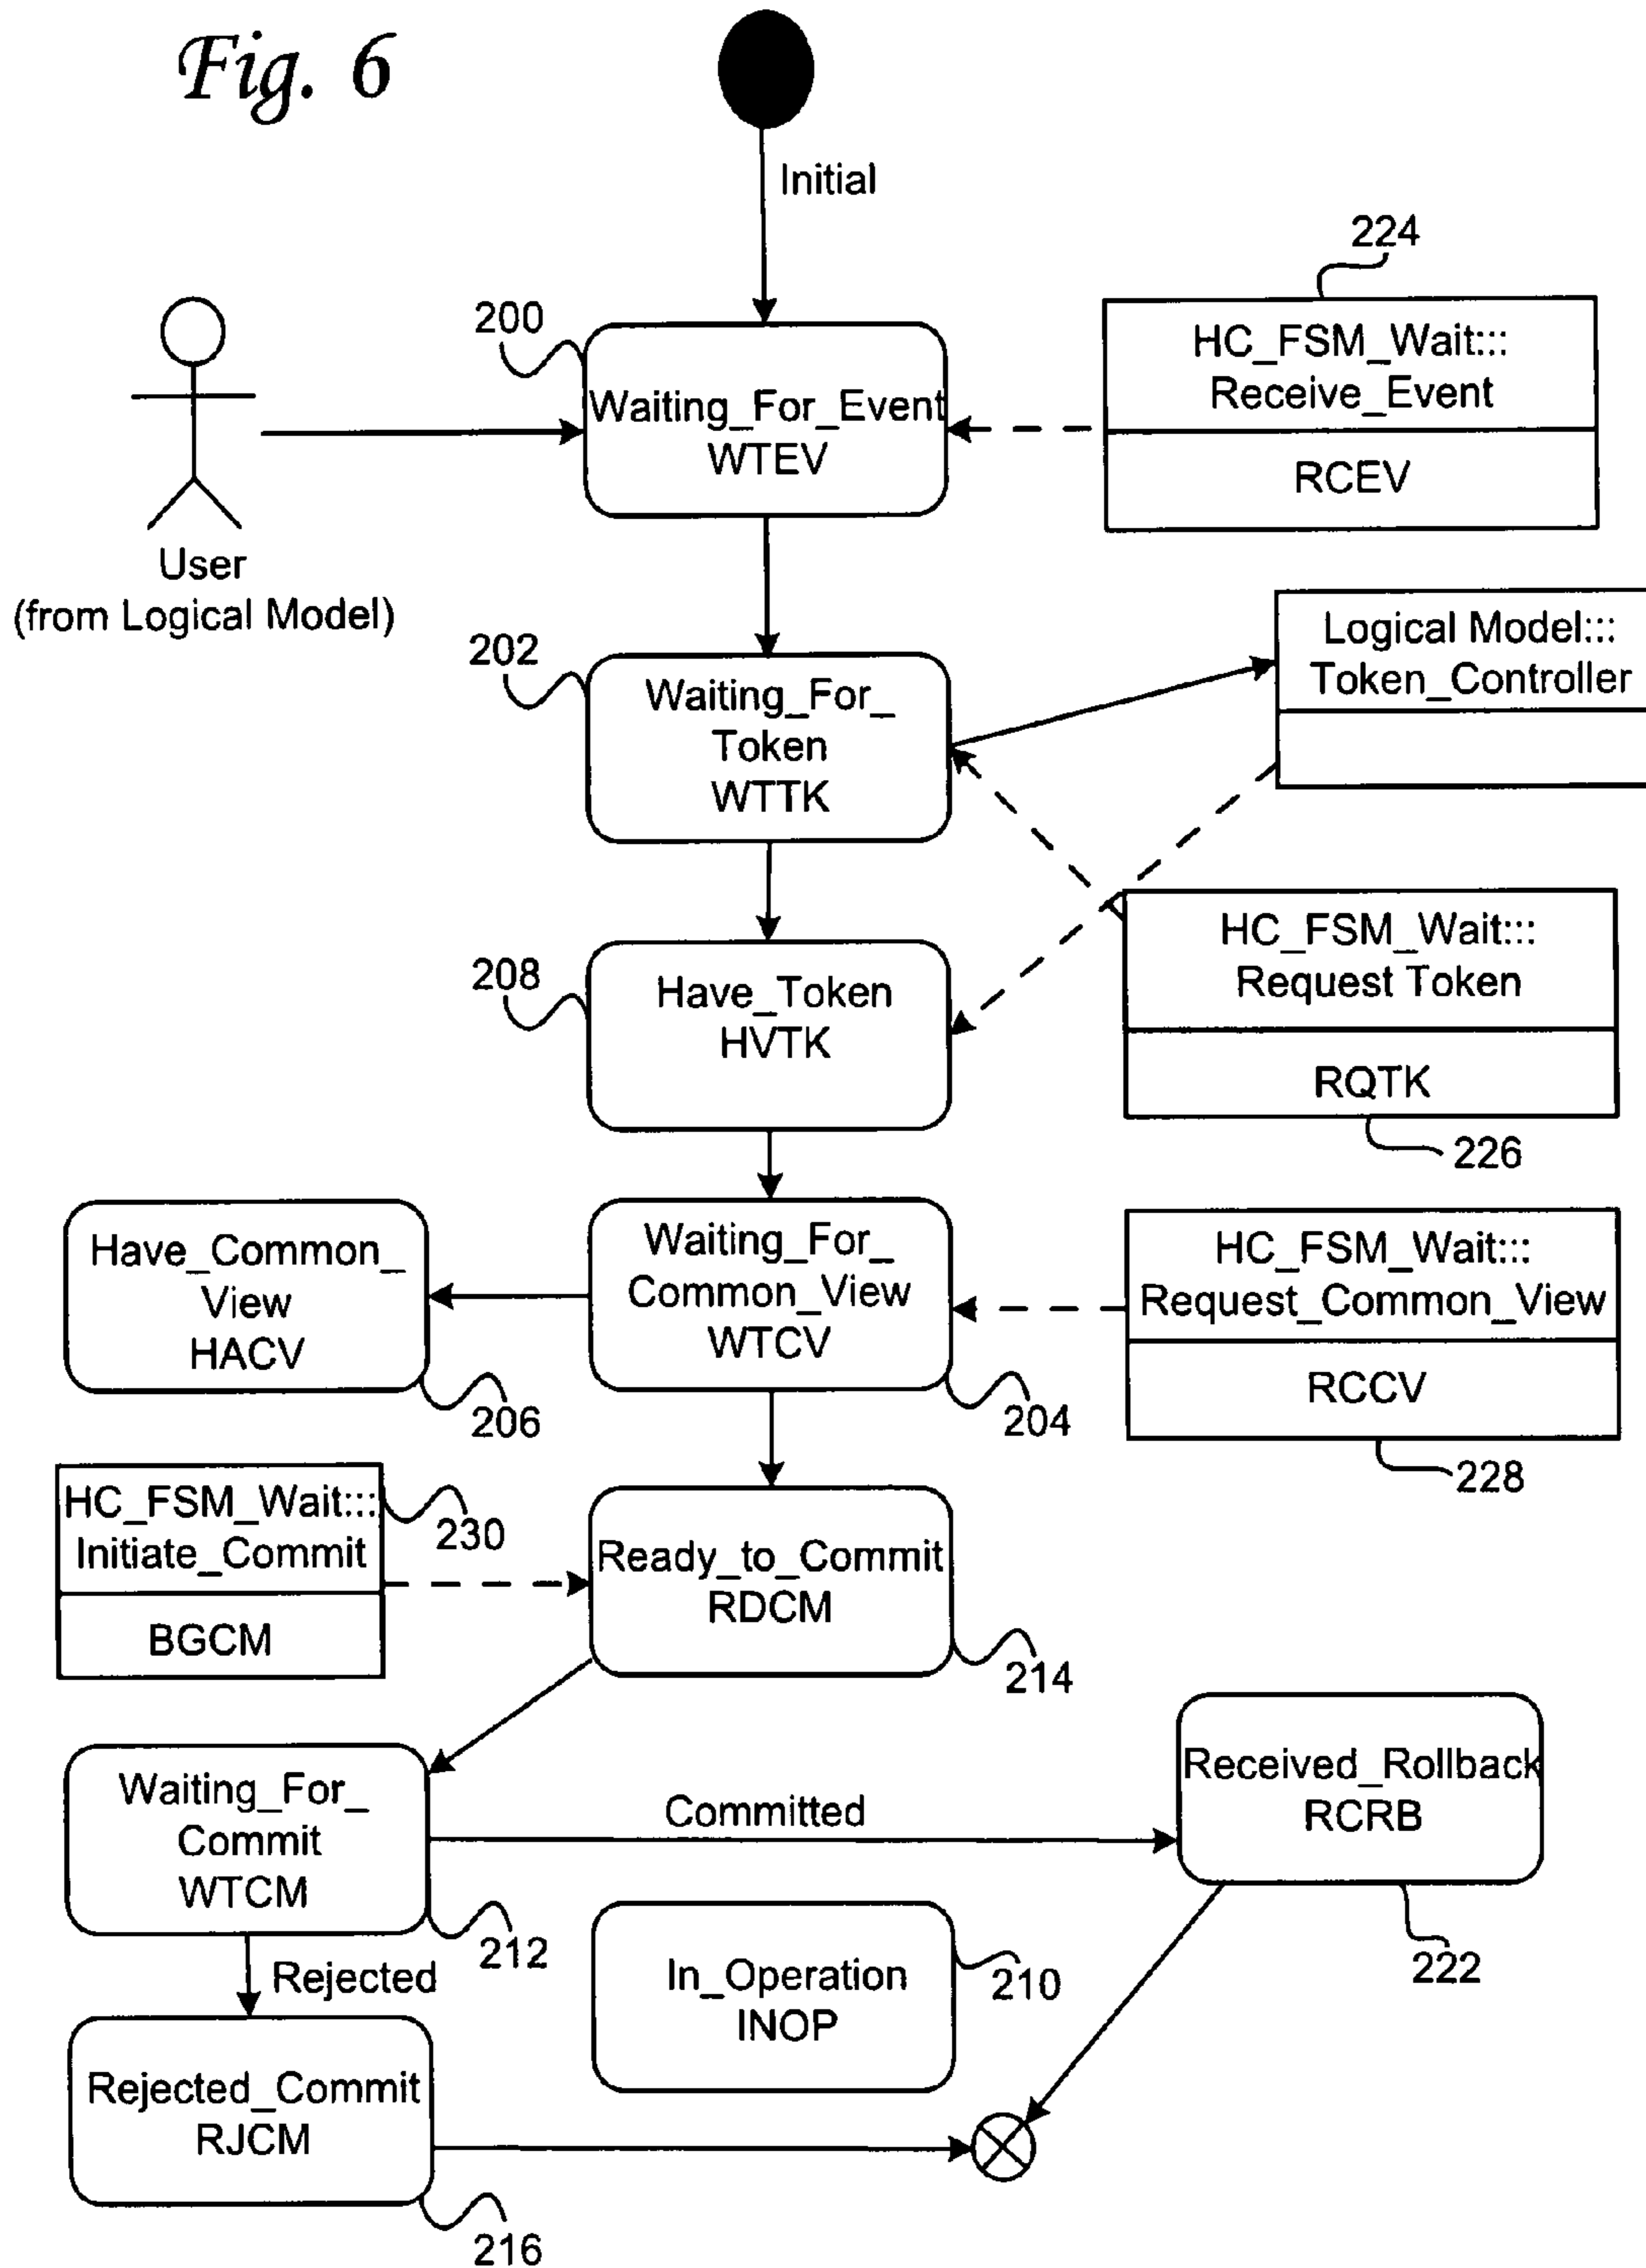 Fig. 6
Initial
224
200
HC_FSM_Wait:::
Receive_Event
RCEV
Waiting_For_Event
WTEV
User
(from Logical Model)
202
Waiting_For_
Token
WTTK
Logical Model:::
Token_Controller
208
Have_Token
HVTK
HC_FSM_Wait:::
Request Token
RQTK
226
Have_Common_
View
HACV
206
Waiting_For_
Common_View
WTCV
204
HC_FSM_Wait:::
Request_Common_View
RCCV
228
HC_FSM_Wait:::
Initiate_Commit
BGCM
230
Ready_to_Commit
RDCM
214
Waiting_For_
Commit
WTCM
212
Committed
Received_Rollback
RCRB
222
Rejected
In_Operation
INOP
210
Rejected_Commit
RJCM
216